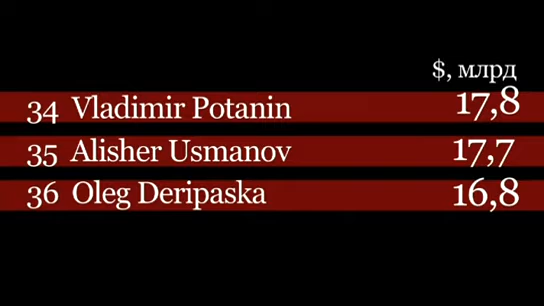 $, млрд
34 Vladimir Potanin 17,8
35 Alisher Usmanov 17,7
36 Oleg Deripaska 16,8